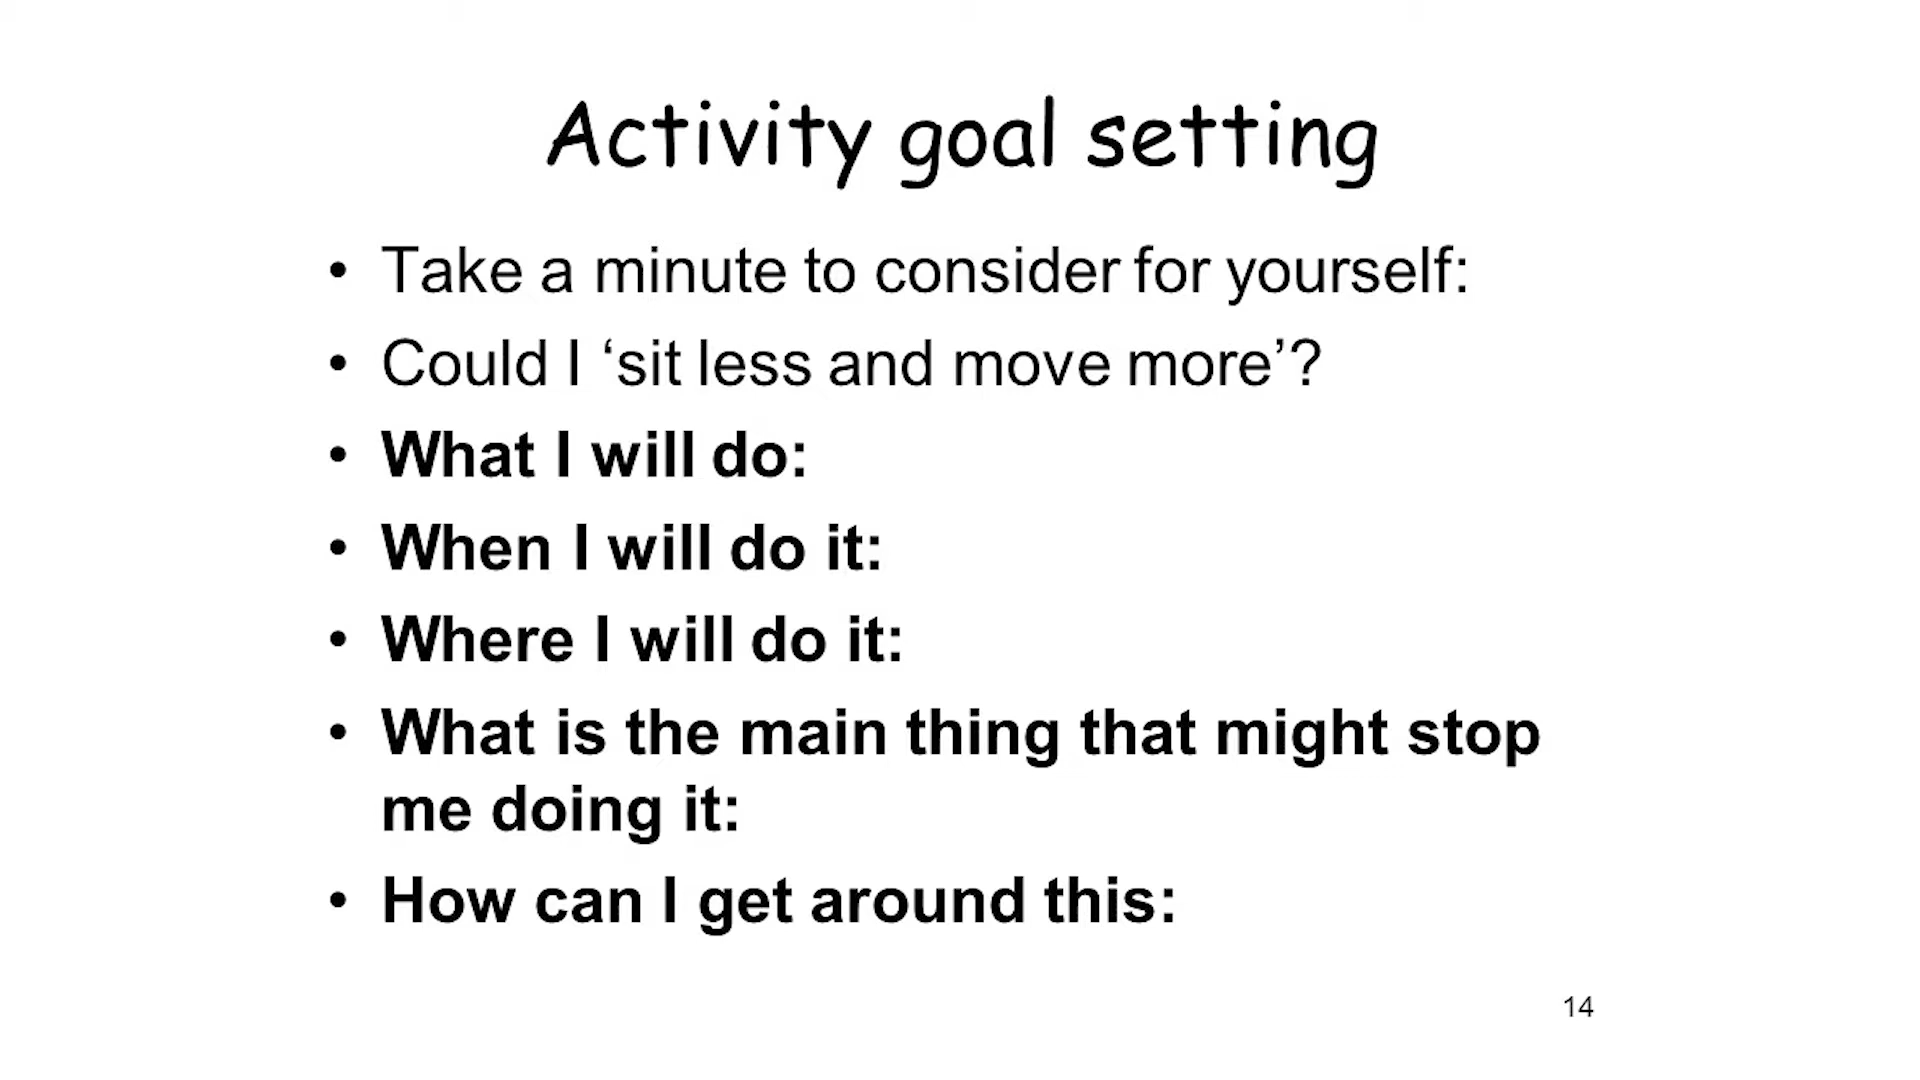 Activity goal setting
• Take a minute to consider for yourself:
• Could I ‘sit less and move more’?
• What I will do:
• When I will do it:
• Where I will do it:
• What is the main thing that might stop
me doing it:
• How can I get around this:
14